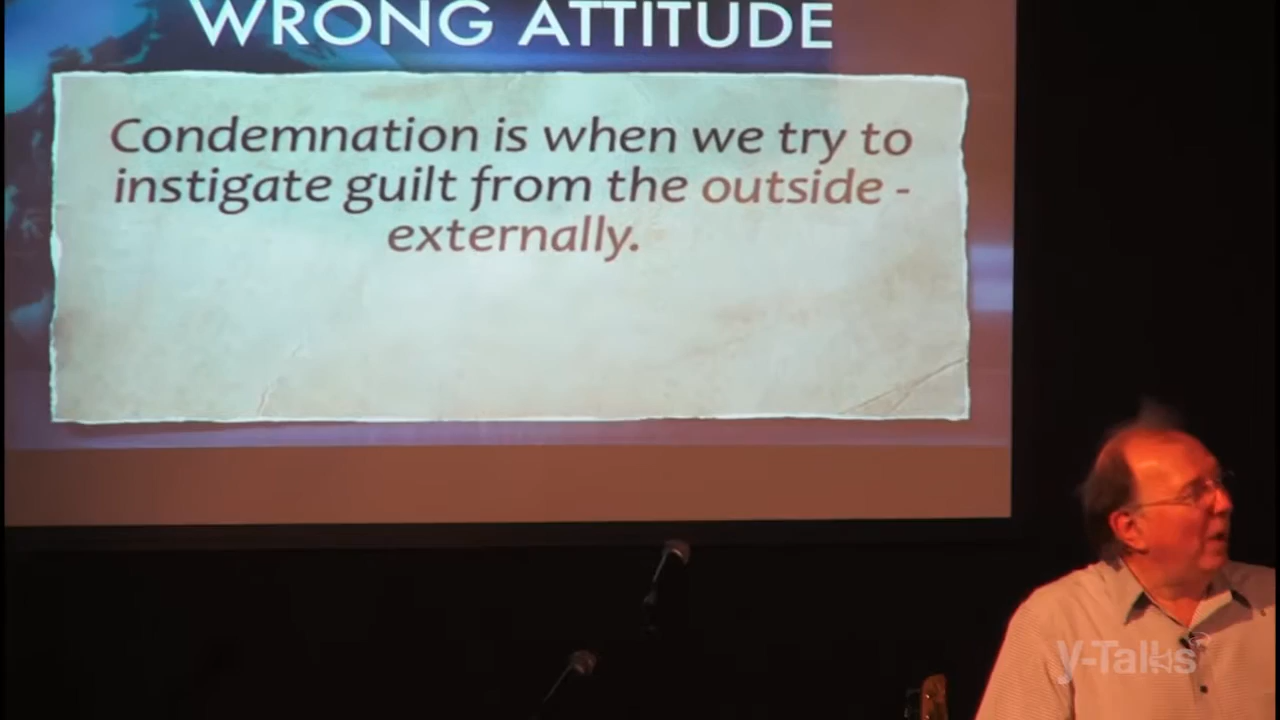 WRONG ATTITUDE
Condemnation is when we try to
instigate guilt from the outside -
externally.
y-Talks